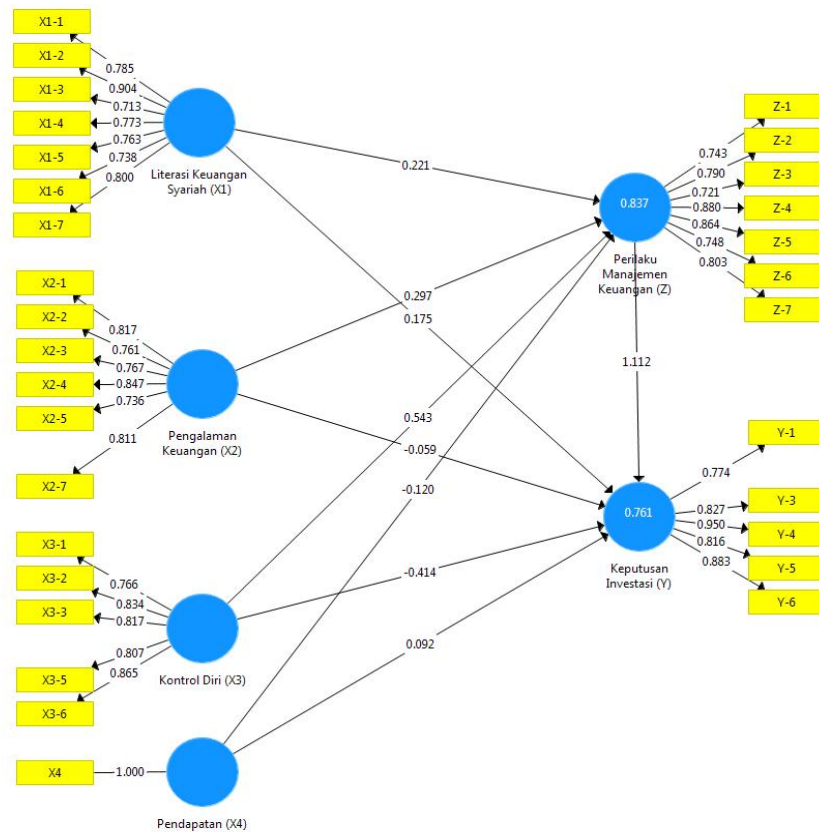 X1-1
X1-2
X1-3
X1-4
X1-5
X1-6
X1-7
0.785
0.904
0.713
0.773
0.763
0.738
0.800
Literasi Keuangan
Syariah (X1)
X2-1
X2-2
X2-3
X2-4
X2-5
X2-7
0.817
0.761
0.767
0.847
0.736
0.811
Pengalaman
Keuangan (X2)
X3-1
X3-2
X3-3
X3-5
X3-6
0.766
0.834
0.817
0.807
0.865
Kontrol Diri (X3)
X4
1.000
Pendapatan (X4)
0.221
0.297
0.175
0.543
-0.059
-0.120
-0.414
0.092
1.112
0.837
Perilaku
Manajemen
Keuangan (Z)
0.743
0.790
0.721
0.880
0.864
0.748
0.803
Z-1
Z-2
Z-3
Z-4
Z-5
Z-6
Z-7
0.761
Keputusan
Investasi (Y)
0.774
0.827
0.950
0.816
0.883
Y-1
Y-3
Y-4
Y-5
Y-6